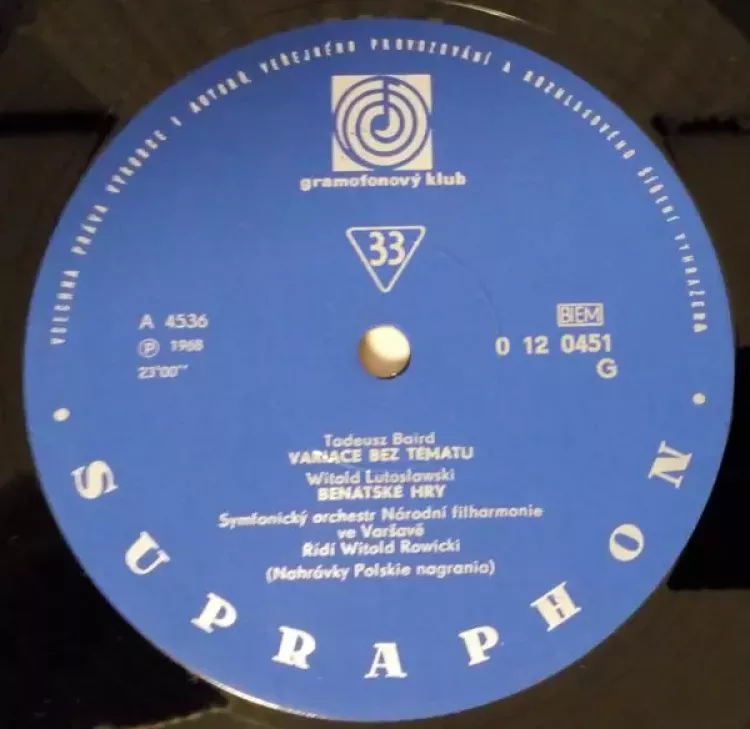 VŠECHNA PRÁVA VÝROBCE I AUTORŮ VEŘEJNÉHO PROVOZOVÁNÍ A ROZHLASOVÉHO ŠÍŘENÍ VYHRAZENA
gramofonový klub
33
A 4536
℗ 1968
23'00''
BIEM
0 12 0451
G
Tadeusz Baird
VARIACE BEZ TÉMATU
Witold Lutoslawski
BENÁTSKÉ HRY
Symfonický orchestr Národní filharmonie
ve Varšavě
Řídí Witold Rowicki
(Nahrávky Polskie nagrania)
SUPRAPHON